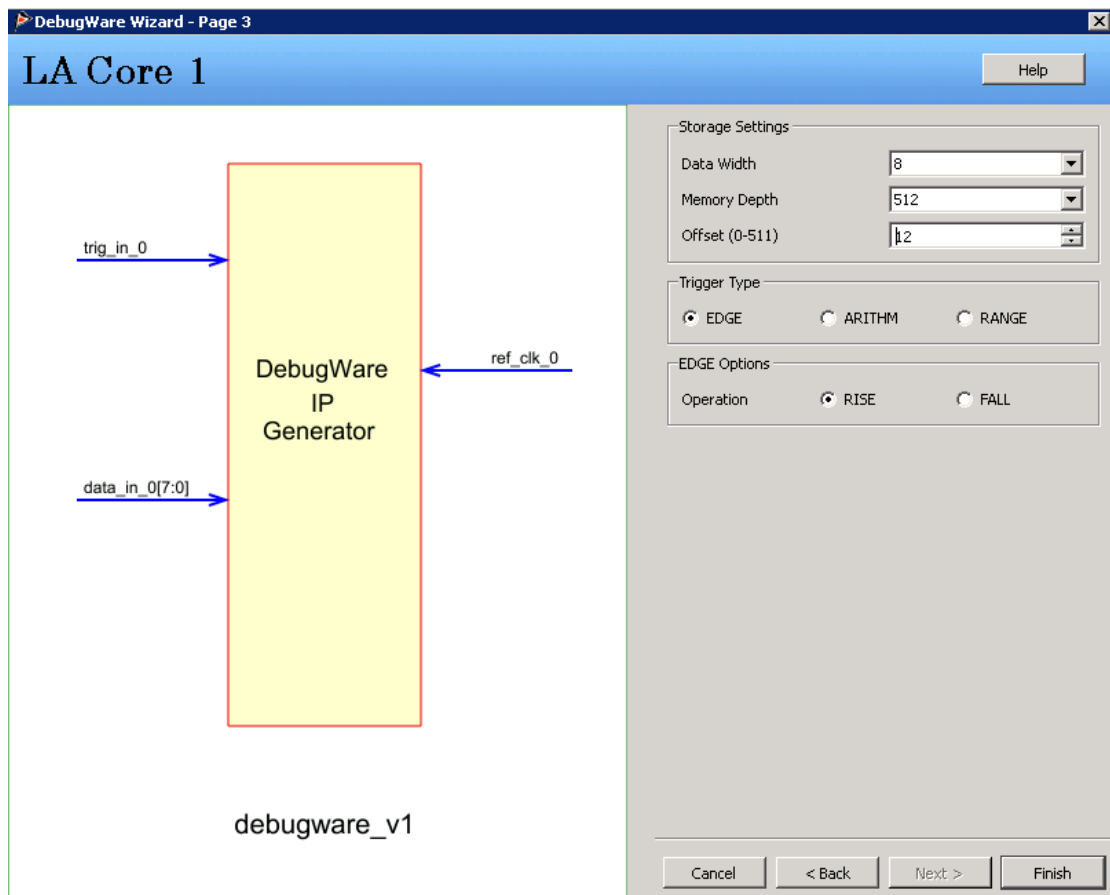 DebugWare Wizard - Page 3
LA Core 1
Help
trig_in_0
data_in_0[7:0]
DebugWare
IP
Generator
ref_clk_0
debugware_v1
Storage Settings
Data Width 8
Memory Depth 512
Offset (0-511) 12
Trigger Type
EDGE ARITHM RANGE
EDGE Options
Operation RISE FALL
Cancel < Back Next > Finish